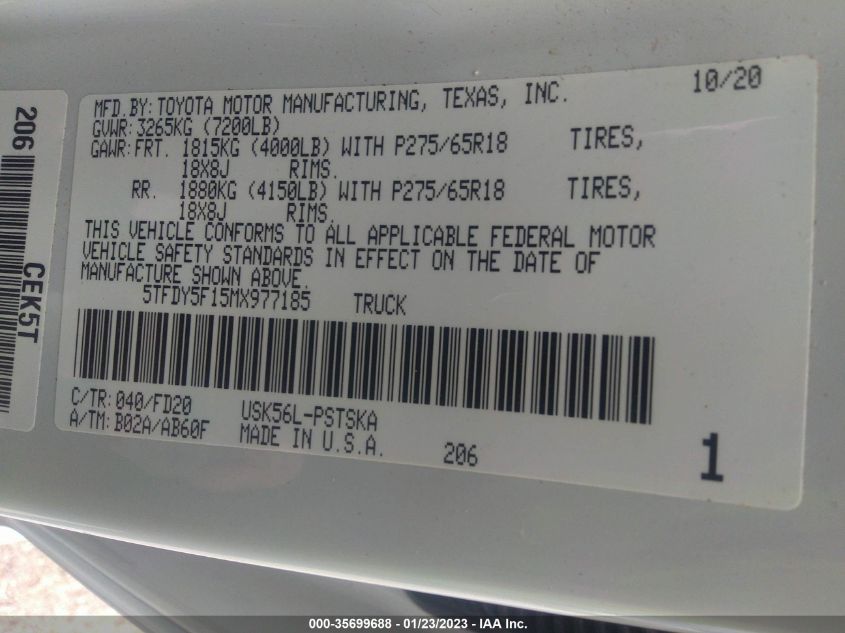 206
CEK5T
MFD.BY:TOYOTA MOTOR MANUFACTURING, TEXAS, INC. 10/20
GVWR:3265KG (7200LB)
GAWR:FRT. 1815KG (4000LB) WITH P275/65R18 TIRES,
18X8J RIMS.
RR. 1880KG (4150LB) WITH P275/65R18 TIRES,
18X8J RIMS.
THIS VEHICLE CONFORMS TO ALL APPLICABLE FEDERAL MOTOR
VEHICLE SAFETY STANDARDS IN EFFECT ON THE DATE OF
MANUFACTURE SHOWN ABOVE.
5TFDY5F15MX977185 TRUCK
C/TR:040/FD20 USK56L-PSTSKA
A/TM:B02A/AB60F MADE IN U.S.A. 206 1
000-35699688 - 01/23/2023 - IAA Inc.